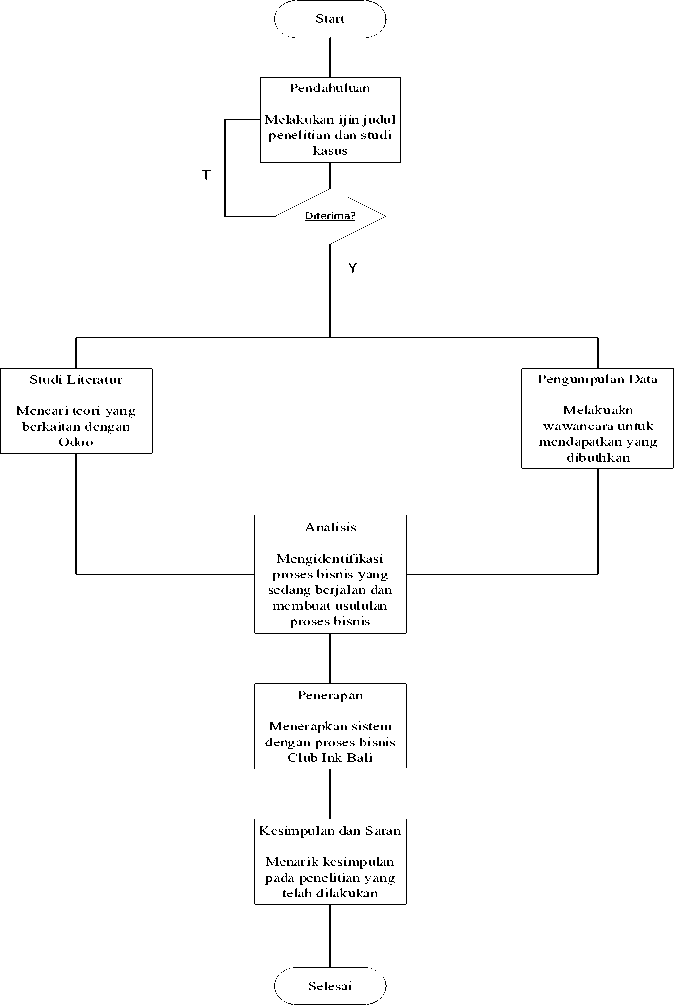 Start
Pendahuluan
Melakukan ijin judul
penelitian dan studi
kasus
T
Diterima?
Y
Studi Literatur
Mencari teori yang
berkaitan dengan
Odoo
Pengumpulan Data
Melakuakn
wawancara untuk
mendapatkan yang
dibuthkan
Analisis
Mengidentifikasi
proses bisnis yang
sedang berjalan dan
membuat usululan
proses bisnis
Penerapan
Menerapkan sistem
dengan proses bisnis
Club Ink Bali
Kesimpulan dan Saran
Menarik kesimpulan
pada penelitian yang
telah dilakukan
Selesai